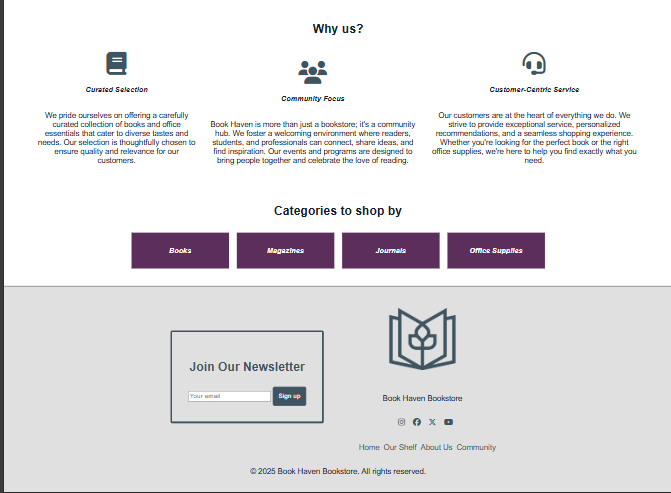 Why us?
Curated Selection
We pride ourselves on offering a carefully
curated collection of books and office
essentials that cater to diverse tastes and
needs. Our selection is thoughtfully chosen to
ensure quality and relevance for our
customers.
Community Focus
Book Haven is more than just a bookstore; it's a community
hub. We foster a welcoming environment where readers,
students, and professionals can connect, share ideas, and
find inspiration. Our events and programs are designed to
bring people together and celebrate the love of reading.
Customer-Centric Service
Our customers are at the heart of everything we do. We
strive to provide exceptional service, personalized
recommendations, and a seamless shopping experience.
Whether you're looking for the perfect book or the right
office supplies, we're here to help you find exactly what you
need.
Categories to shop by
Books
Magazines
Journals
Office Supplies
Join Our Newsletter
Your email
Sign up
Book Haven Bookstore
Home Our Shelf About Us Community
© 2025 Book Haven Bookstore. All rights reserved.